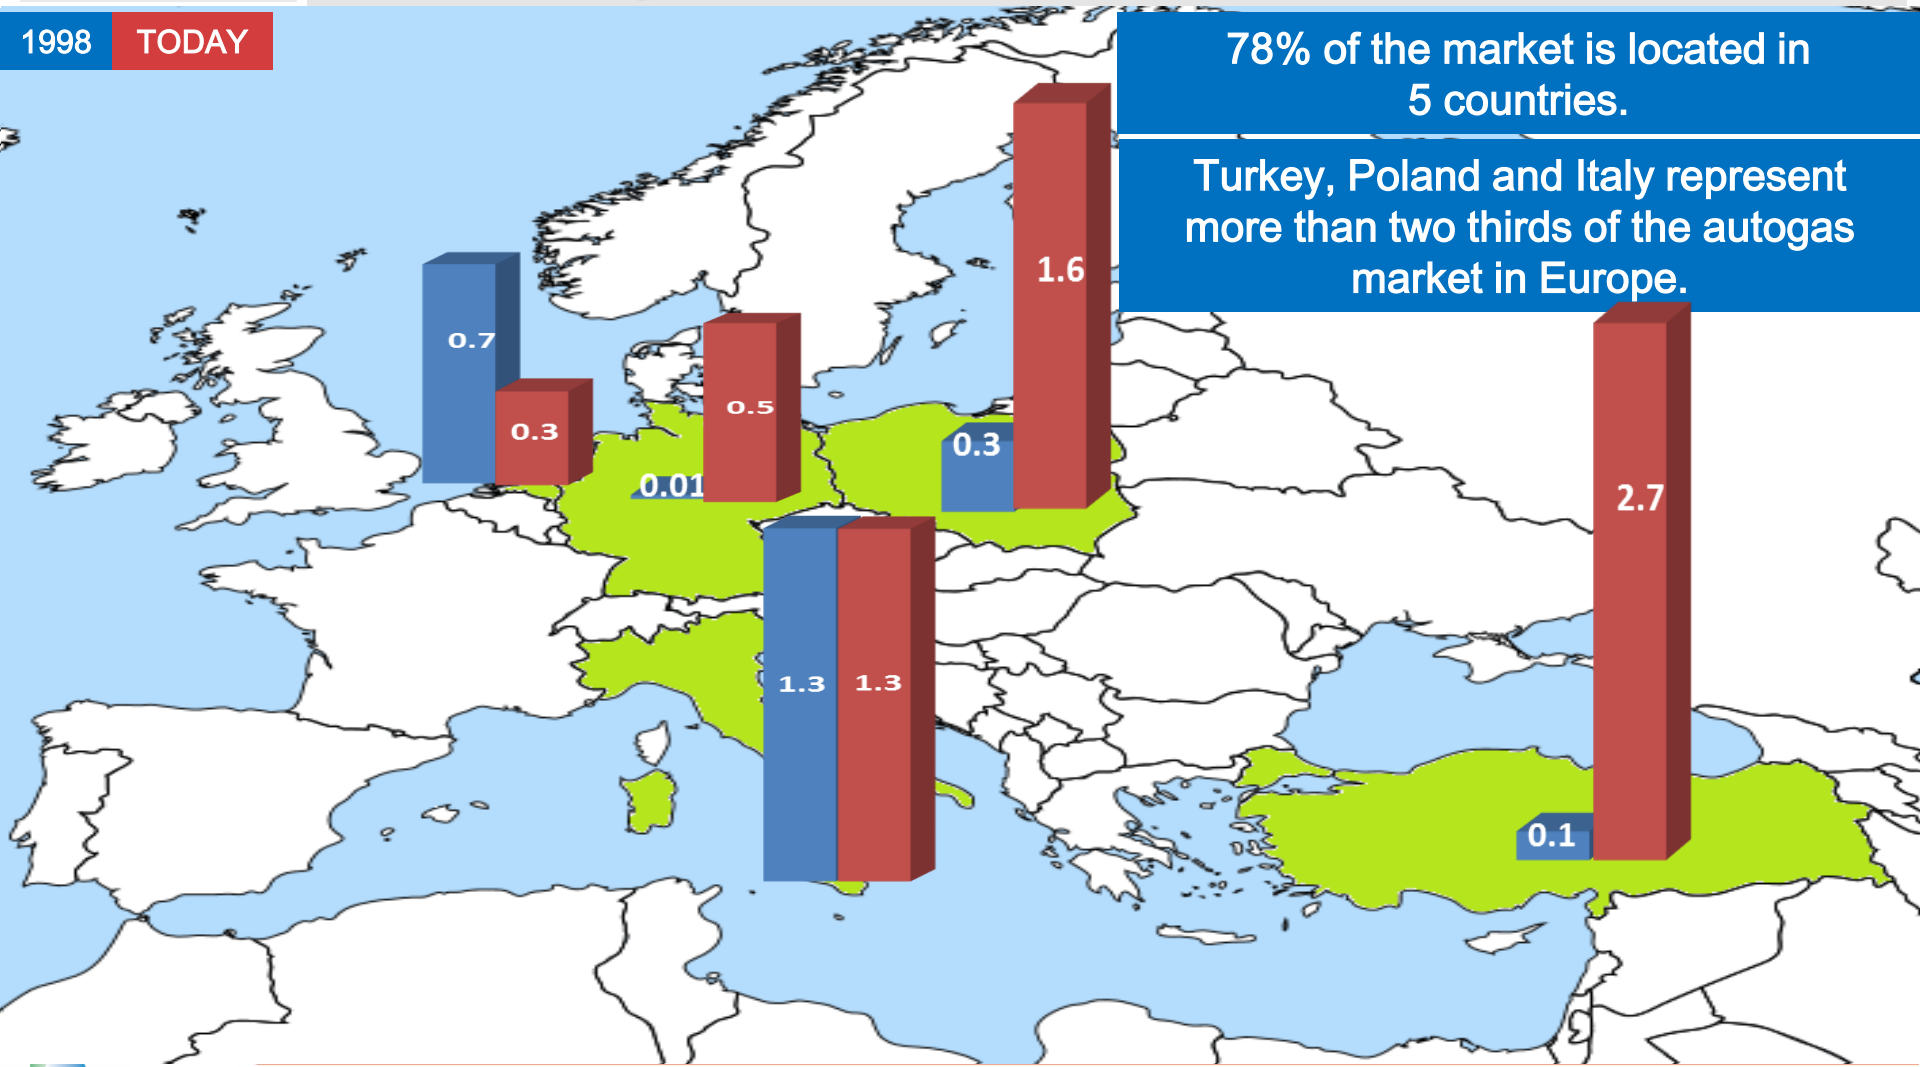 1998 TODAY
78% of the market is located in
5 countries.
Turkey, Poland and Italy represent
more than two thirds of the autogas
market in Europe.
1.6
0.7
0.5
0.3
0.3
0.01
2.7
1.3 1.3
0.1